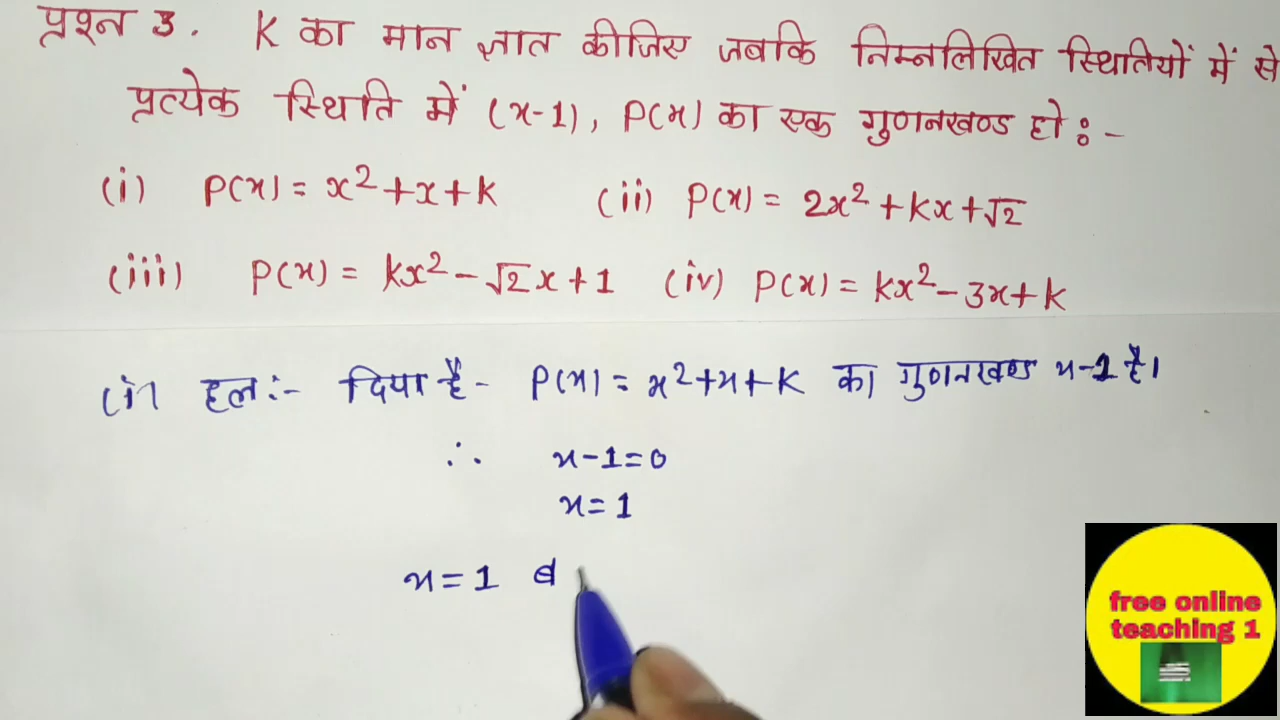 प्रश्न 3. K का मान ज्ञात कीजिए जबकि निम्नलिखित स्थितियों में से
प्रत्येक स्थिति में (x-1), P(x) का एक गुणनखण्ड हो:-
(i) P(x) = x²+x+k (ii) P(x) = 2x²+kx+√2
(iii) P(x) = kx²-√2x+1 (iv) P(x) = kx²-3x+k
(i) हल:- दिया है- P(x) = x²+x+k का गुणनखण्ड x-1 है।
∴ x-1=0
x=1
x=1 व
free online
teaching 1